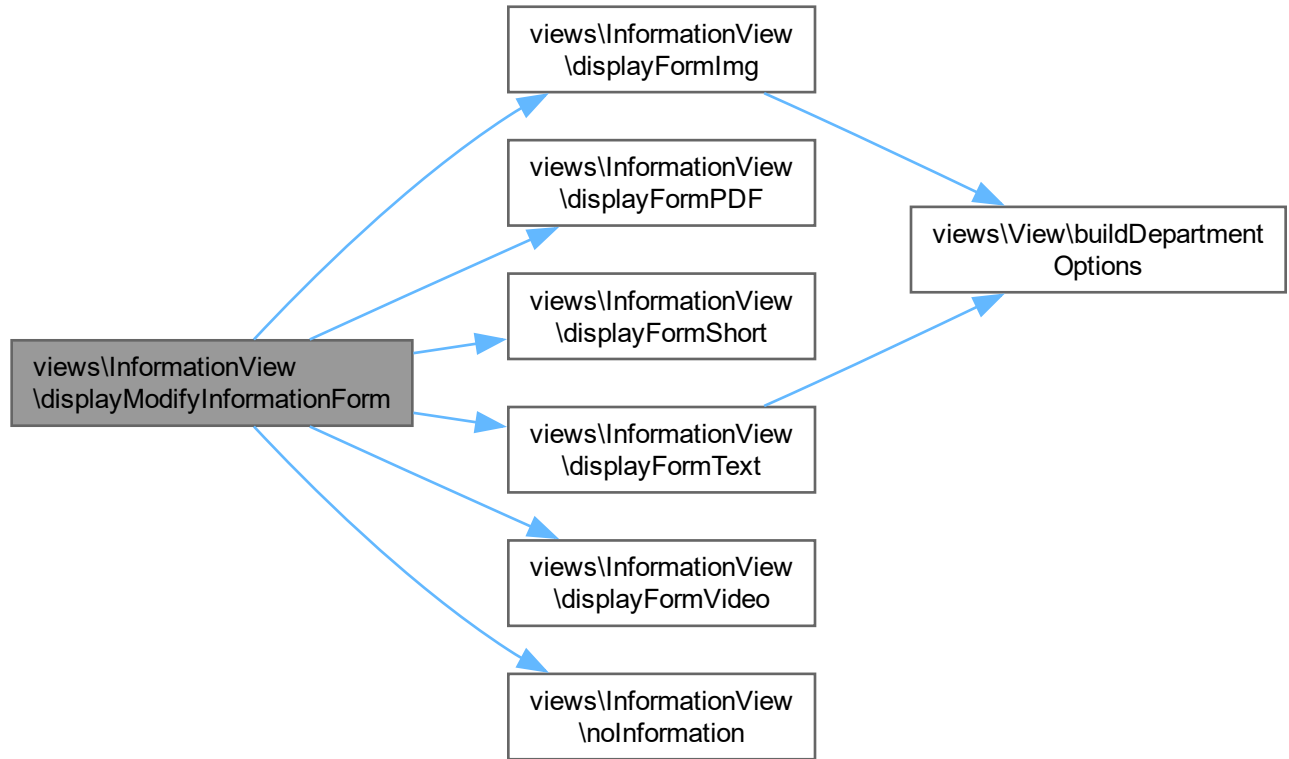 views\InformationView
\displayModifyInformationForm
views\InformationView
\displayFormImg
views\InformationView
\displayFormPDF
views\InformationView
\displayFormShort
views\InformationView
\displayFormText
views\InformationView
\displayFormVideo
views\InformationView
\noInformation
views\View\buildDepartment
Options